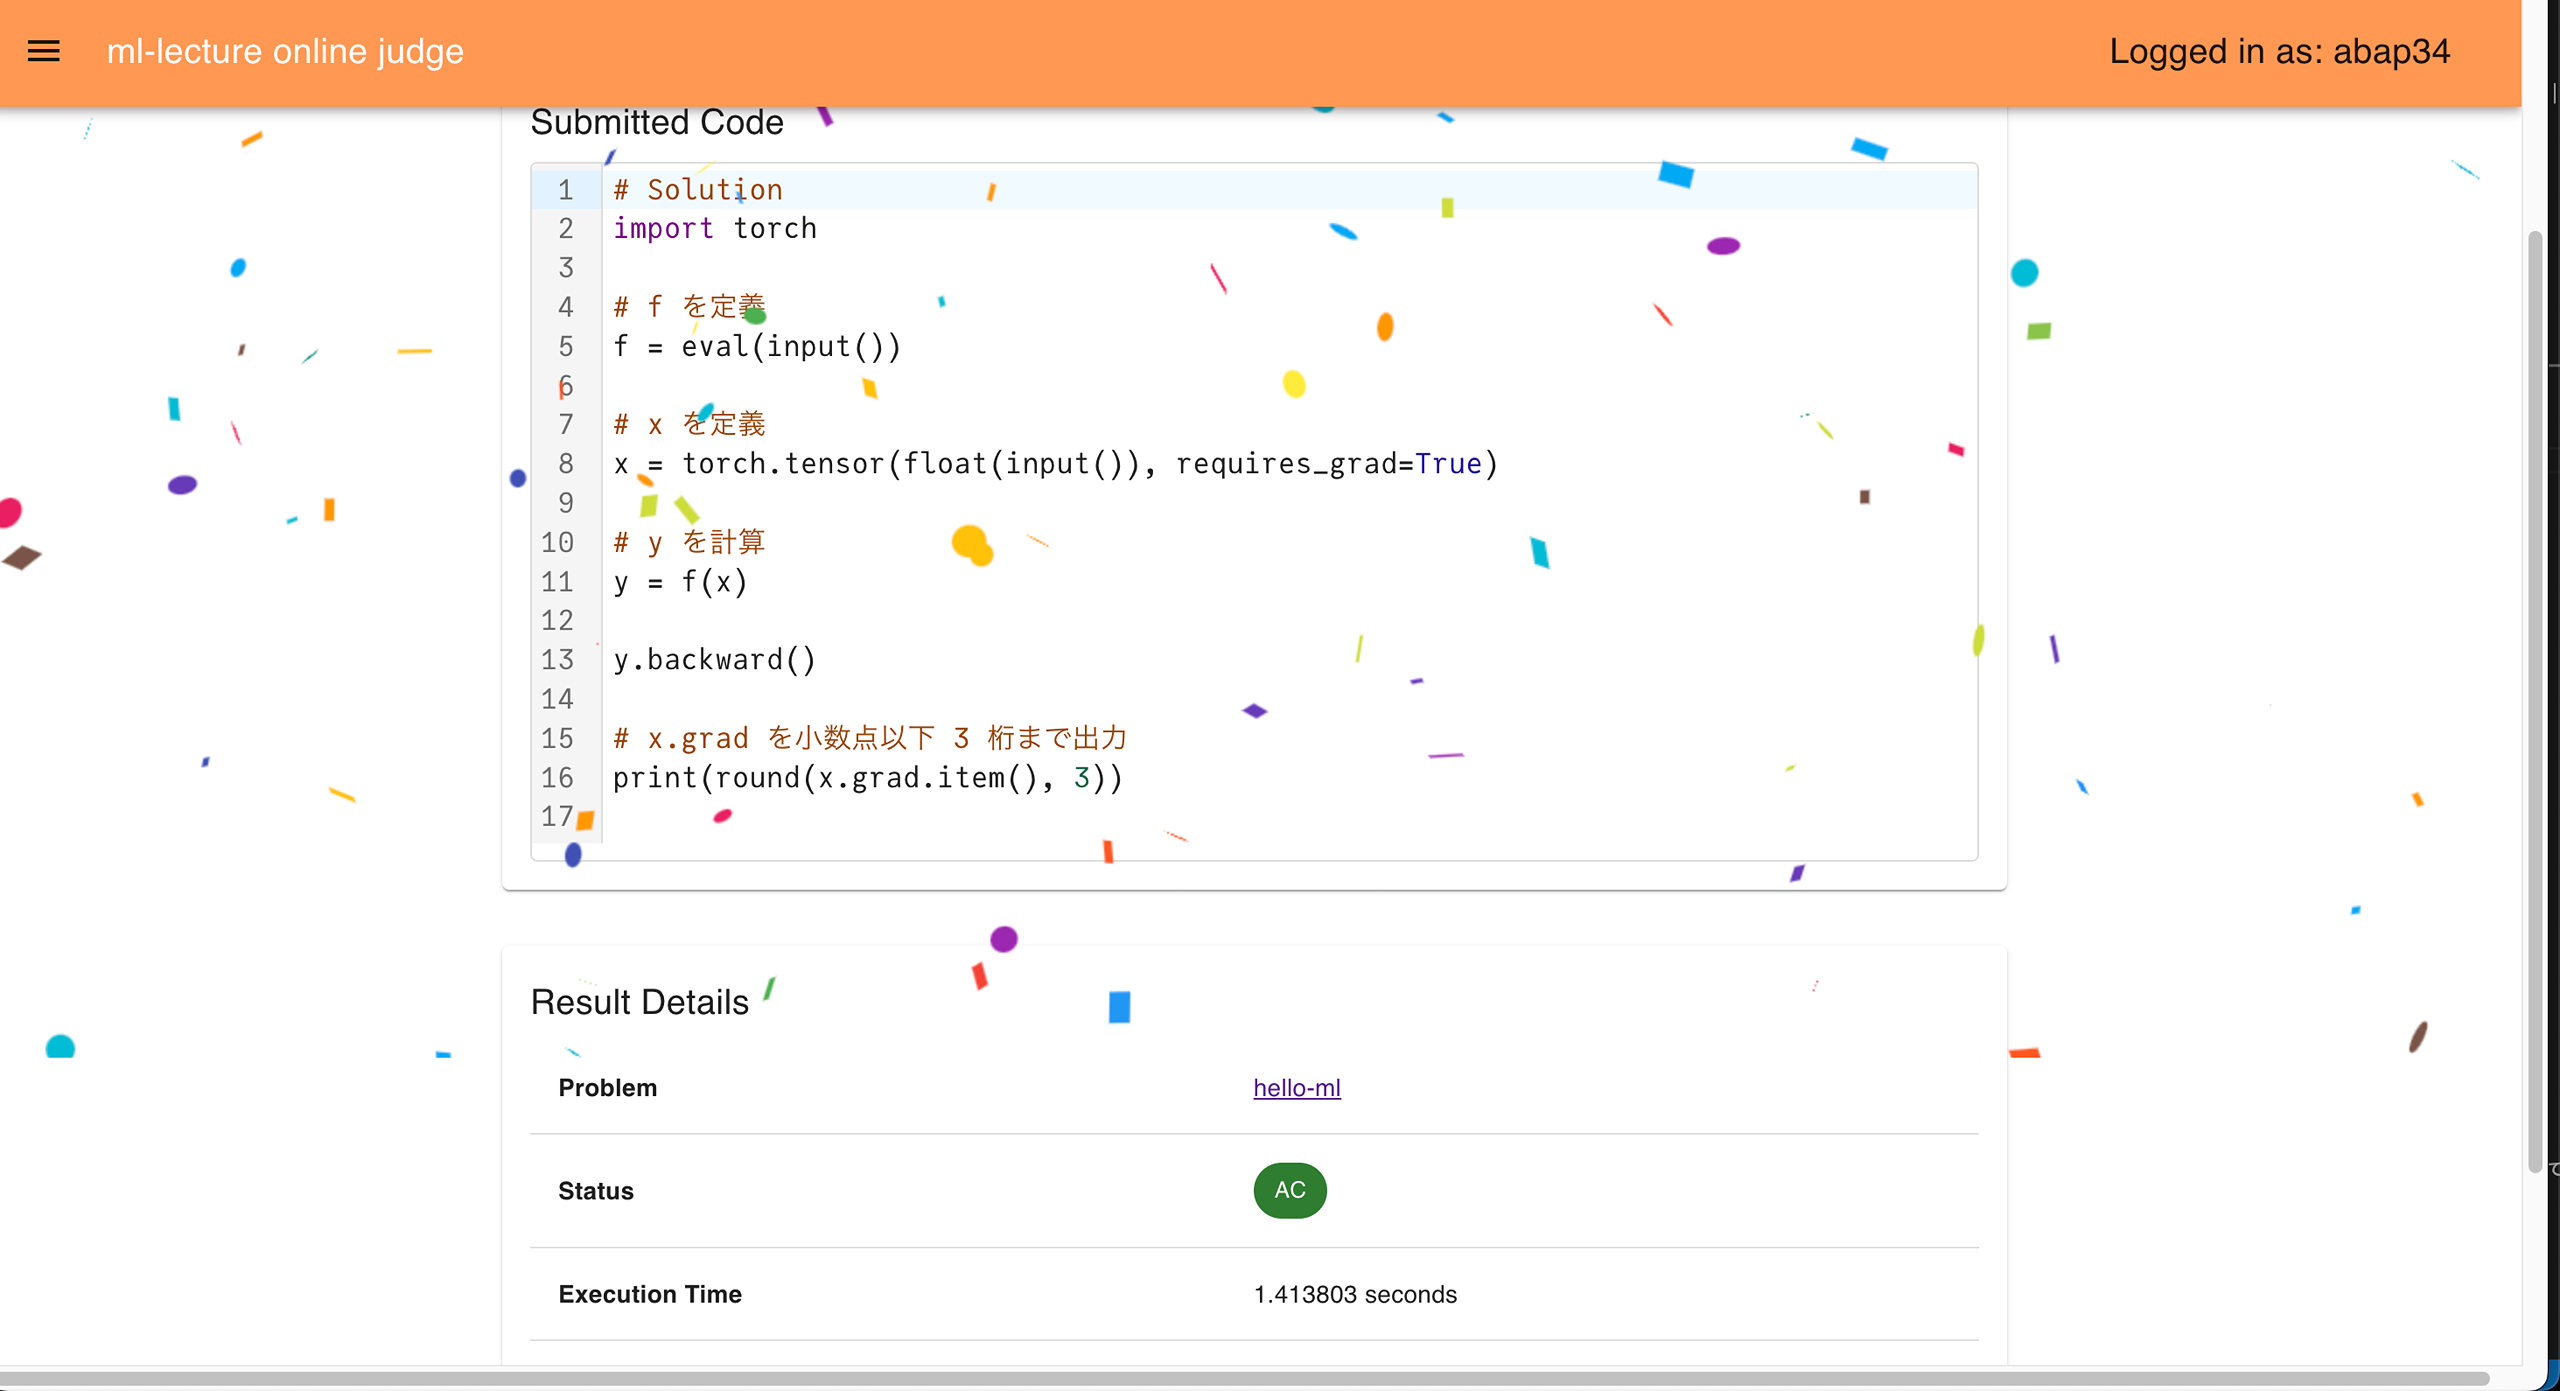 ml-lecture online judge
Logged in as: abap34
Submitted Code
1 # Solution
2 import torch
3
4 # f を定義
5 f = eval(input())
6
7 # x を定義
8 x = torch.tensor(float(input()), requires_grad=True)
9
10 # y を計算
11 y = f(x)
12
13 y.backward()
14
15 # x.grad を小数点以下 3 桁まで出力
16 print(round(x.grad.item(), 3))
17
Result Details
Problem hello-ml
Status AC
Execution Time 1.413803 seconds